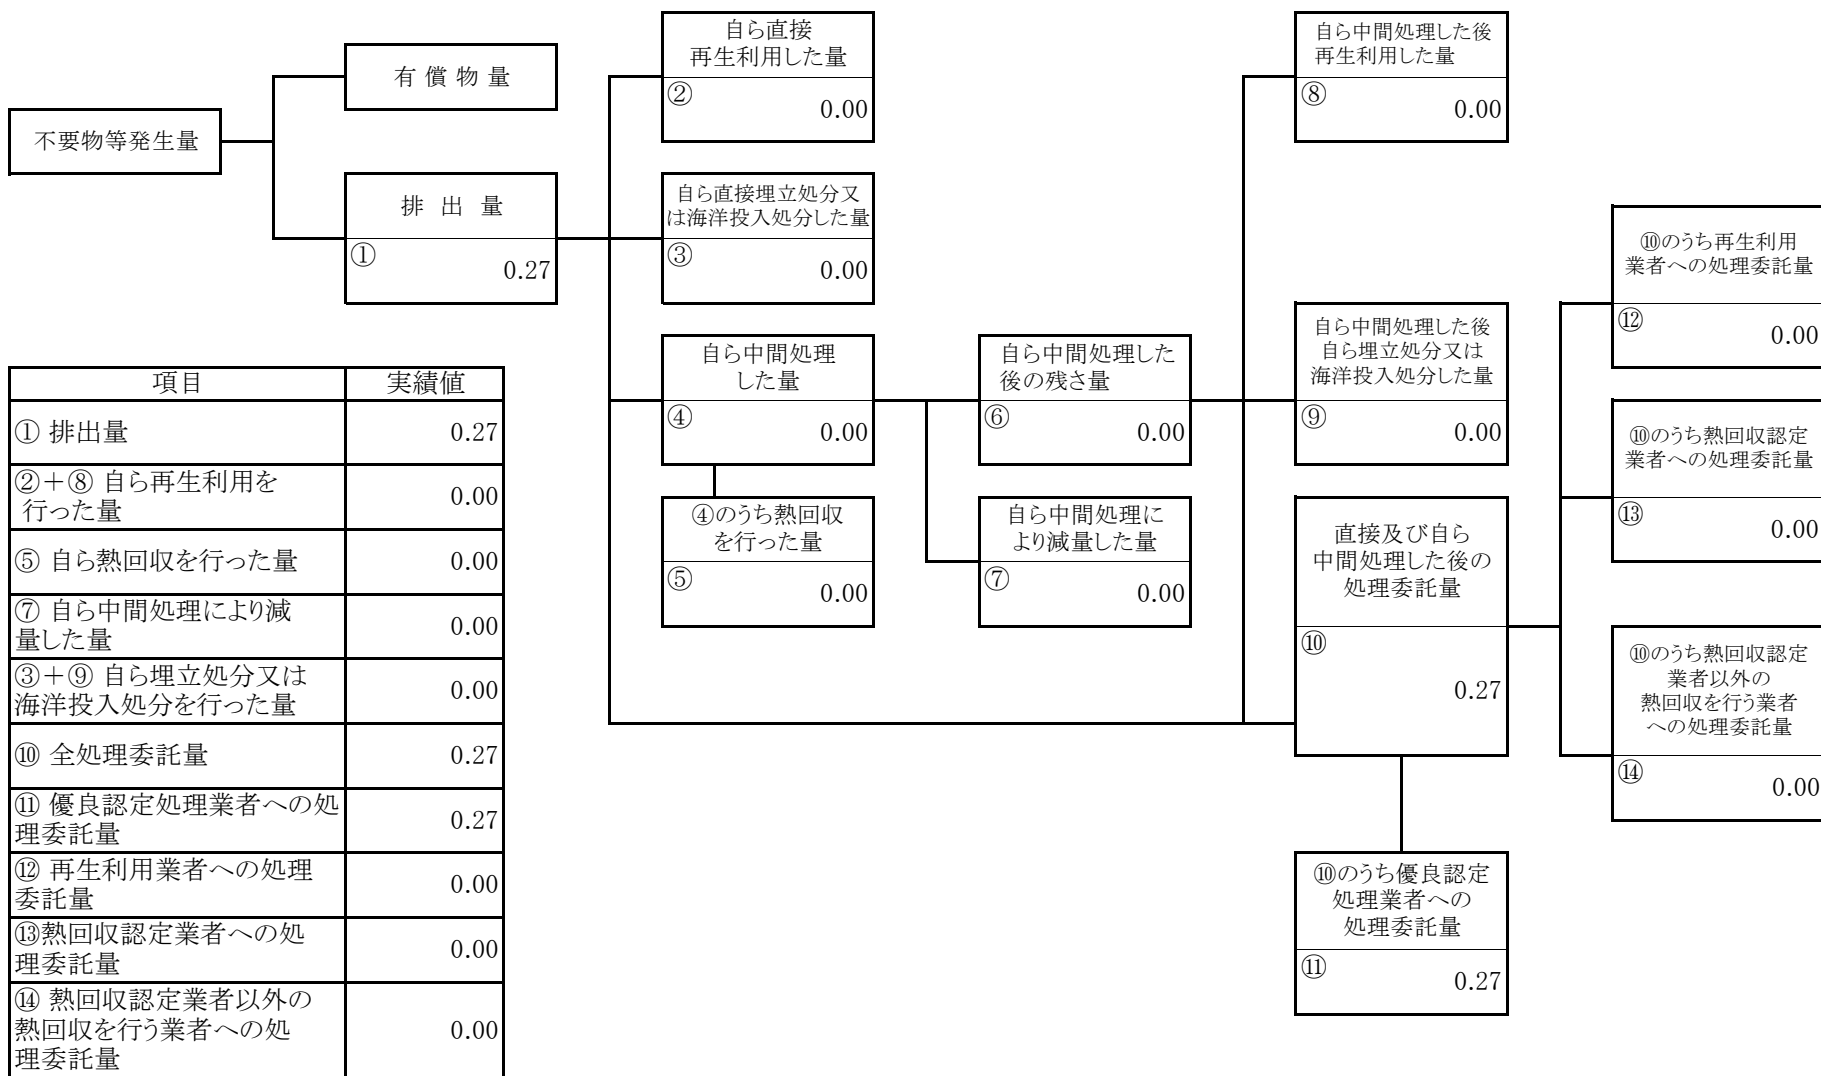 不要物等発生量
有 償 物 量
排 出 量
①
0.27
自ら直接
再生利用した量
②
0.00
自ら直接埋立処分又
は海洋投入処分した量
③
0.00
自ら中間処理
した量
④
0.00
④のうち熱回収
を行った量
⑤
0.00
自ら中間処理した
後の残さ量
⑥
0.00
自ら中間処理に
より減量した量
⑦
0.00
自ら中間処理した後
再生利用した量
⑧
0.00
自ら中間処理した後
自ら埋立処分又は
海洋投入処分した量
⑨
0.00
直接及び自ら
中間処理した後の
処理委託量
⑩
0.27
⑩のうち優良認定
処理業者への
処理委託量
⑪
0.27
⑩のうち再生利用
業者への処理委託量
⑫
0.00
⑩のうち熱回収認定
業者への処理委託量
⑬
0.00
⑩のうち熱回収認定
業者以外の
熱回収を行う業者
への処理委託量
⑭
0.00
項目 実績値
① 排出量 0.27
②+⑧ 自ら再生利用を
行った量 0.00
⑤ 自ら熱回収を行った量 0.00
⑦ 自ら中間処理により減
量した量 0.00
③+⑨ 自ら埋立処分又は
海洋投入処分を行った量 0.00
⑩ 全処理委託量 0.27
⑪ 優良認定処理業者への処
理委託量 0.27
⑫ 再生利用業者への処理
委託量 0.00
⑬熱回収認定業者への処
理委託量 0.00
⑭ 熱回収認定業者以外の
熱回収を行う業者への処
理委託量 0.00